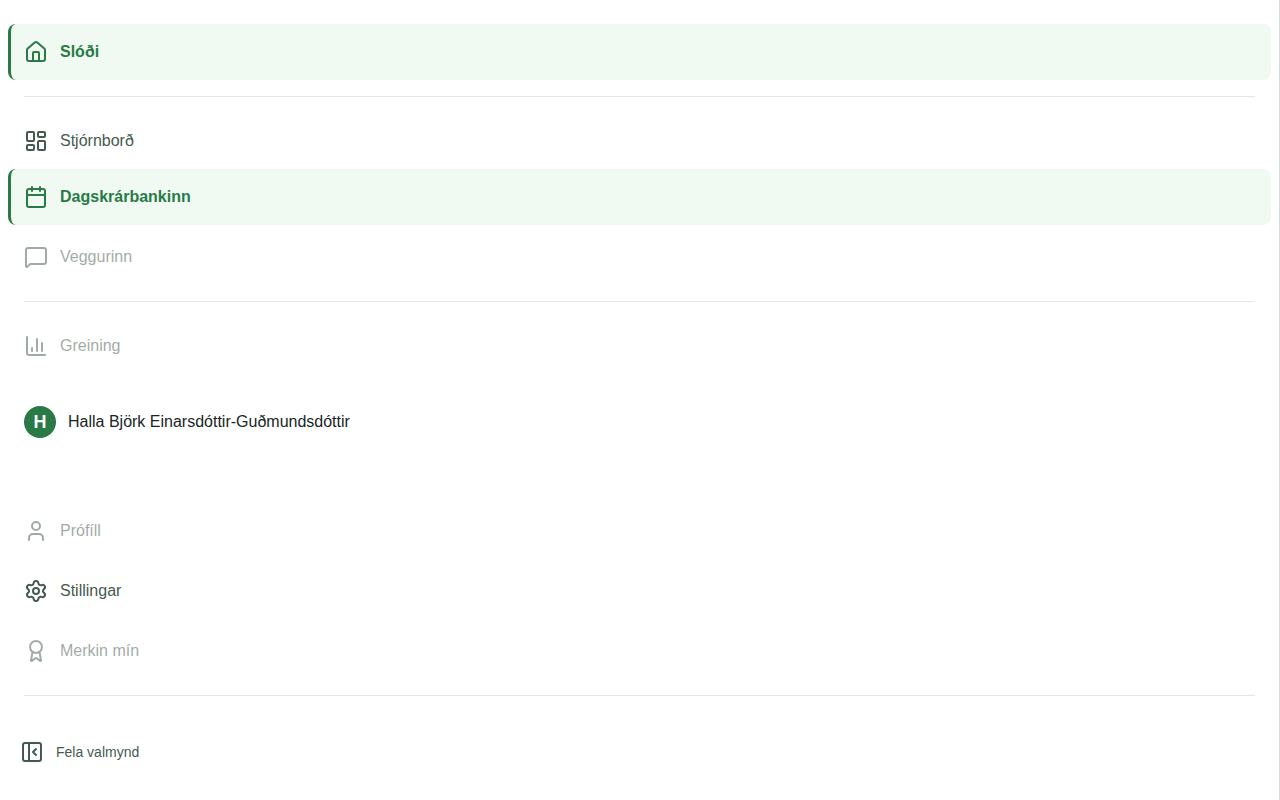 Slóði
Stjórnborð
Dagskrárbankinn
Veggurinn
Greining
H Halla Björk Einarsdóttir-Guðmundsdóttir
Prófíll
Stillingar
Merkin mín
Fela valmynd